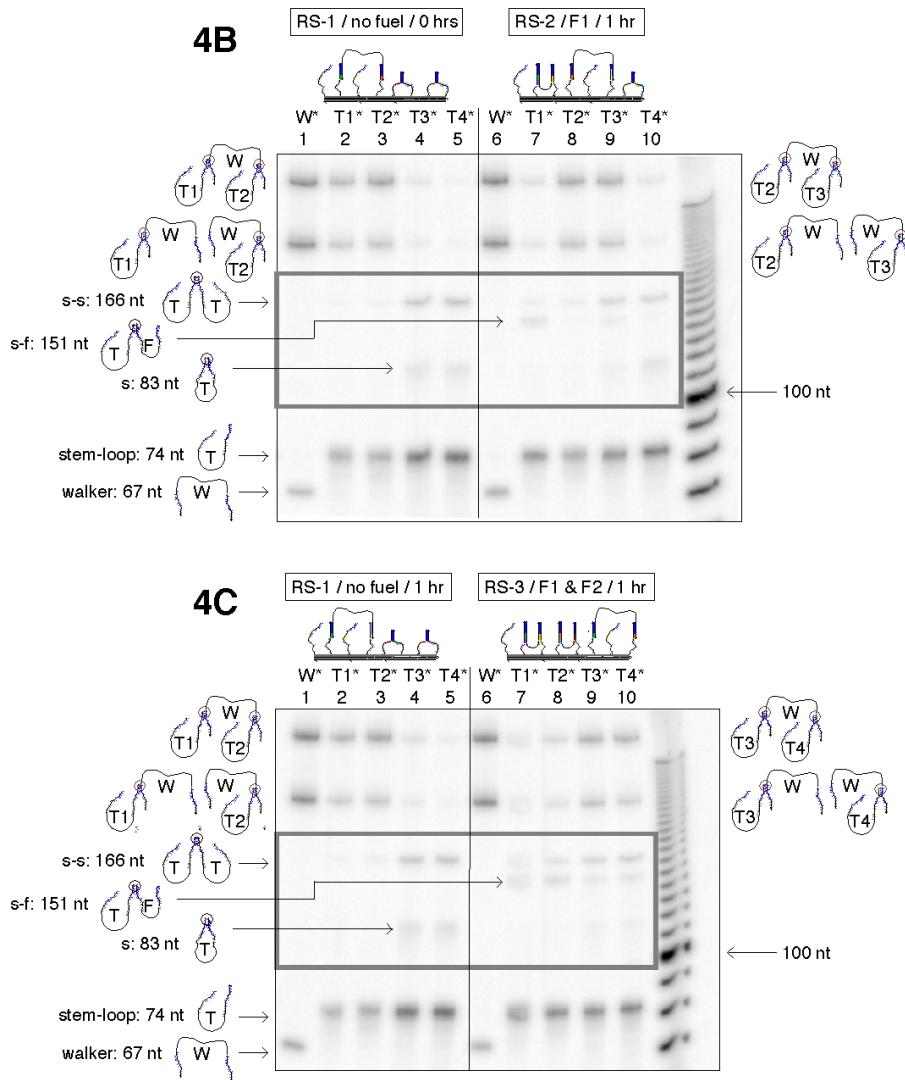 4B
RS-1 / no fuel / 0 hrs
RS-2 / F1 / 1 hr
W* T1* T2* T3* T4* W* T1* T2* T3* T4*
1 2 3 4 5 6 7 8 9 10
W
T1 T2
W W
T1 T2
s-s: 166 nt T T
s-f: 151 nt T F
s: 83 nt T
stem-loop: 74 nt T
walker: 67 nt W
W
T2 T3
W W
T2 T3
100 nt
4C
RS-1 / no fuel / 1 hr
RS-3 / F1 & F2 / 1 hr
W* T1* T2* T3* T4* W* T1* T2* T3* T4*
1 2 3 4 5 6 7 8 9 10
W
T1 T2
W W
T1 T2
s-s: 166 nt T T
s-f: 151 nt T F
s: 83 nt T
stem-loop: 74 nt T
walker: 67 nt W
W
T3 T4
W W
T3 T4
100 nt